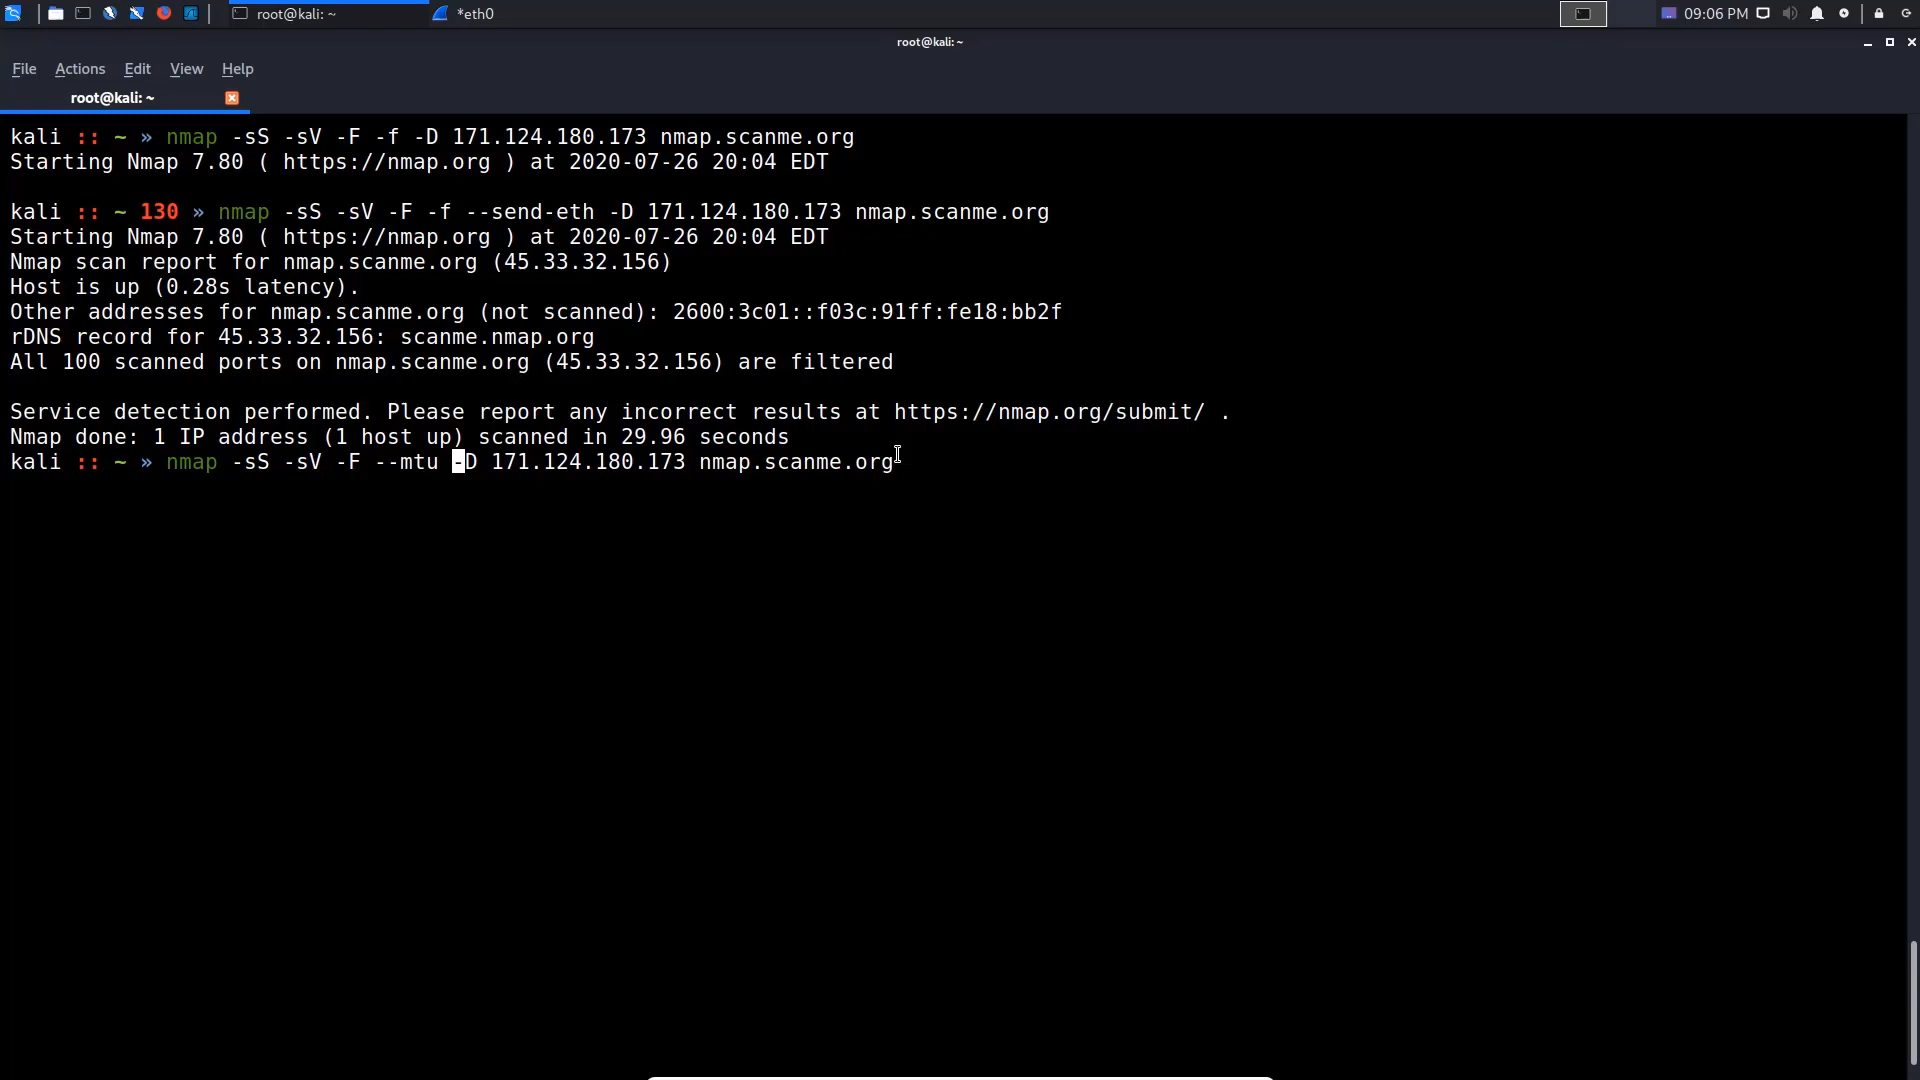 root@kali: ~
*eth0
09:06 PM
root@kali: ~
File Actions Edit View Help
root@kali: ~
kali :: ~ » nmap -sS -sV -F -f -D 171.124.180.173 nmap.scanme.org
Starting Nmap 7.80 ( https://nmap.org ) at 2020-07-26 20:04 EDT
kali :: ~ 130 » nmap -sS -sV -F -f --send-eth -D 171.124.180.173 nmap.scanme.org
Starting Nmap 7.80 ( https://nmap.org ) at 2020-07-26 20:04 EDT
Nmap scan report for nmap.scanme.org (45.33.32.156)
Host is up (0.28s latency).
Other addresses for nmap.scanme.org (not scanned): 2600:3c01::f03c:91ff:fe18:bb2f
rDNS record for 45.33.32.156: scanme.nmap.org
All 100 scanned ports on nmap.scanme.org (45.33.32.156) are filtered
Service detection performed. Please report any incorrect results at https://nmap.org/submit/ .
Nmap done: 1 IP address (1 host up) scanned in 29.96 seconds
kali :: ~ » nmap -sS -sV -F --mtu -D 171.124.180.173 nmap.scanme.org